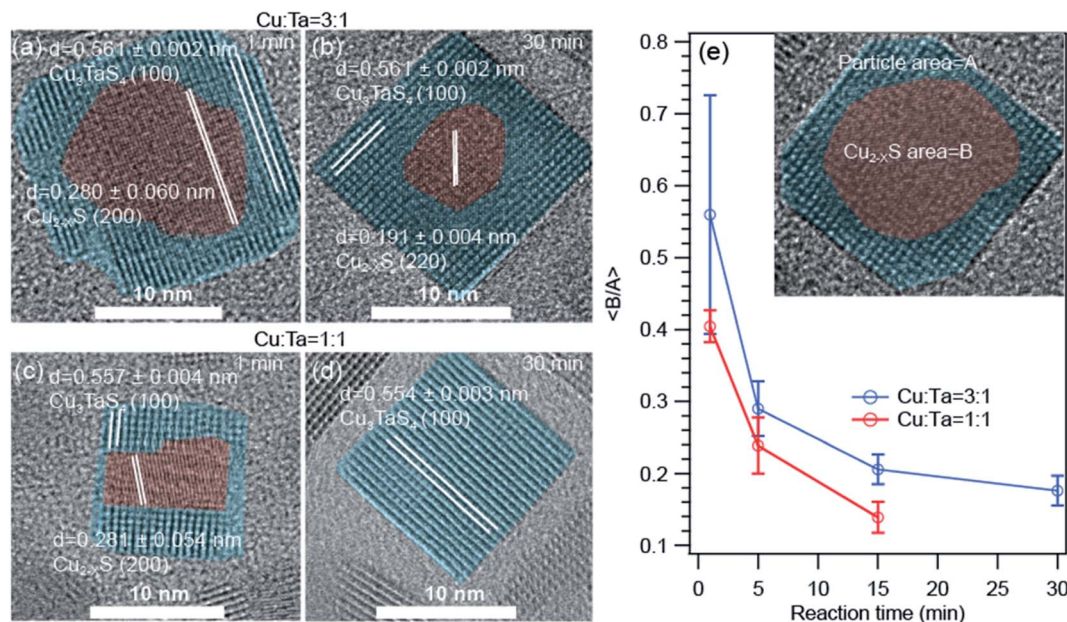 Cu:Ta=3:1
(a) d=0.561 ± 0.002 nm 1 min
Cu₃TaS₄ (100)
d=0.280 ± 0.060 nm
Cu₂₋ₓS (200)
10 nm
(b) 30 min
d=0.561 ± 0.002 nm
Cu₃TaS₄ (100)
d=0.191 ± 0.004 nm
Cu₂₋ₓS (220)
10 nm
Cu:Ta=1:1
(c) 1 min
d=0.557 ± 0.004 nm
Cu₃TaS₄ (100)
d=0.281 ± 0.054 nm
Cu₂₋ₓS (200)
10 nm
(d) 30 min
d=0.554 ± 0.003 nm
Cu₃TaS₄ (100)
10 nm
(e)
Particle area=A
Cu₂₋ₓS area=B
Cu:Ta=3:1
Cu:Ta=1:1
<B/A>
0.8
0.7
0.6
0.5
0.4
0.3
0.2
0.1
0 5 10 15 20 25 30
Reaction time (min)